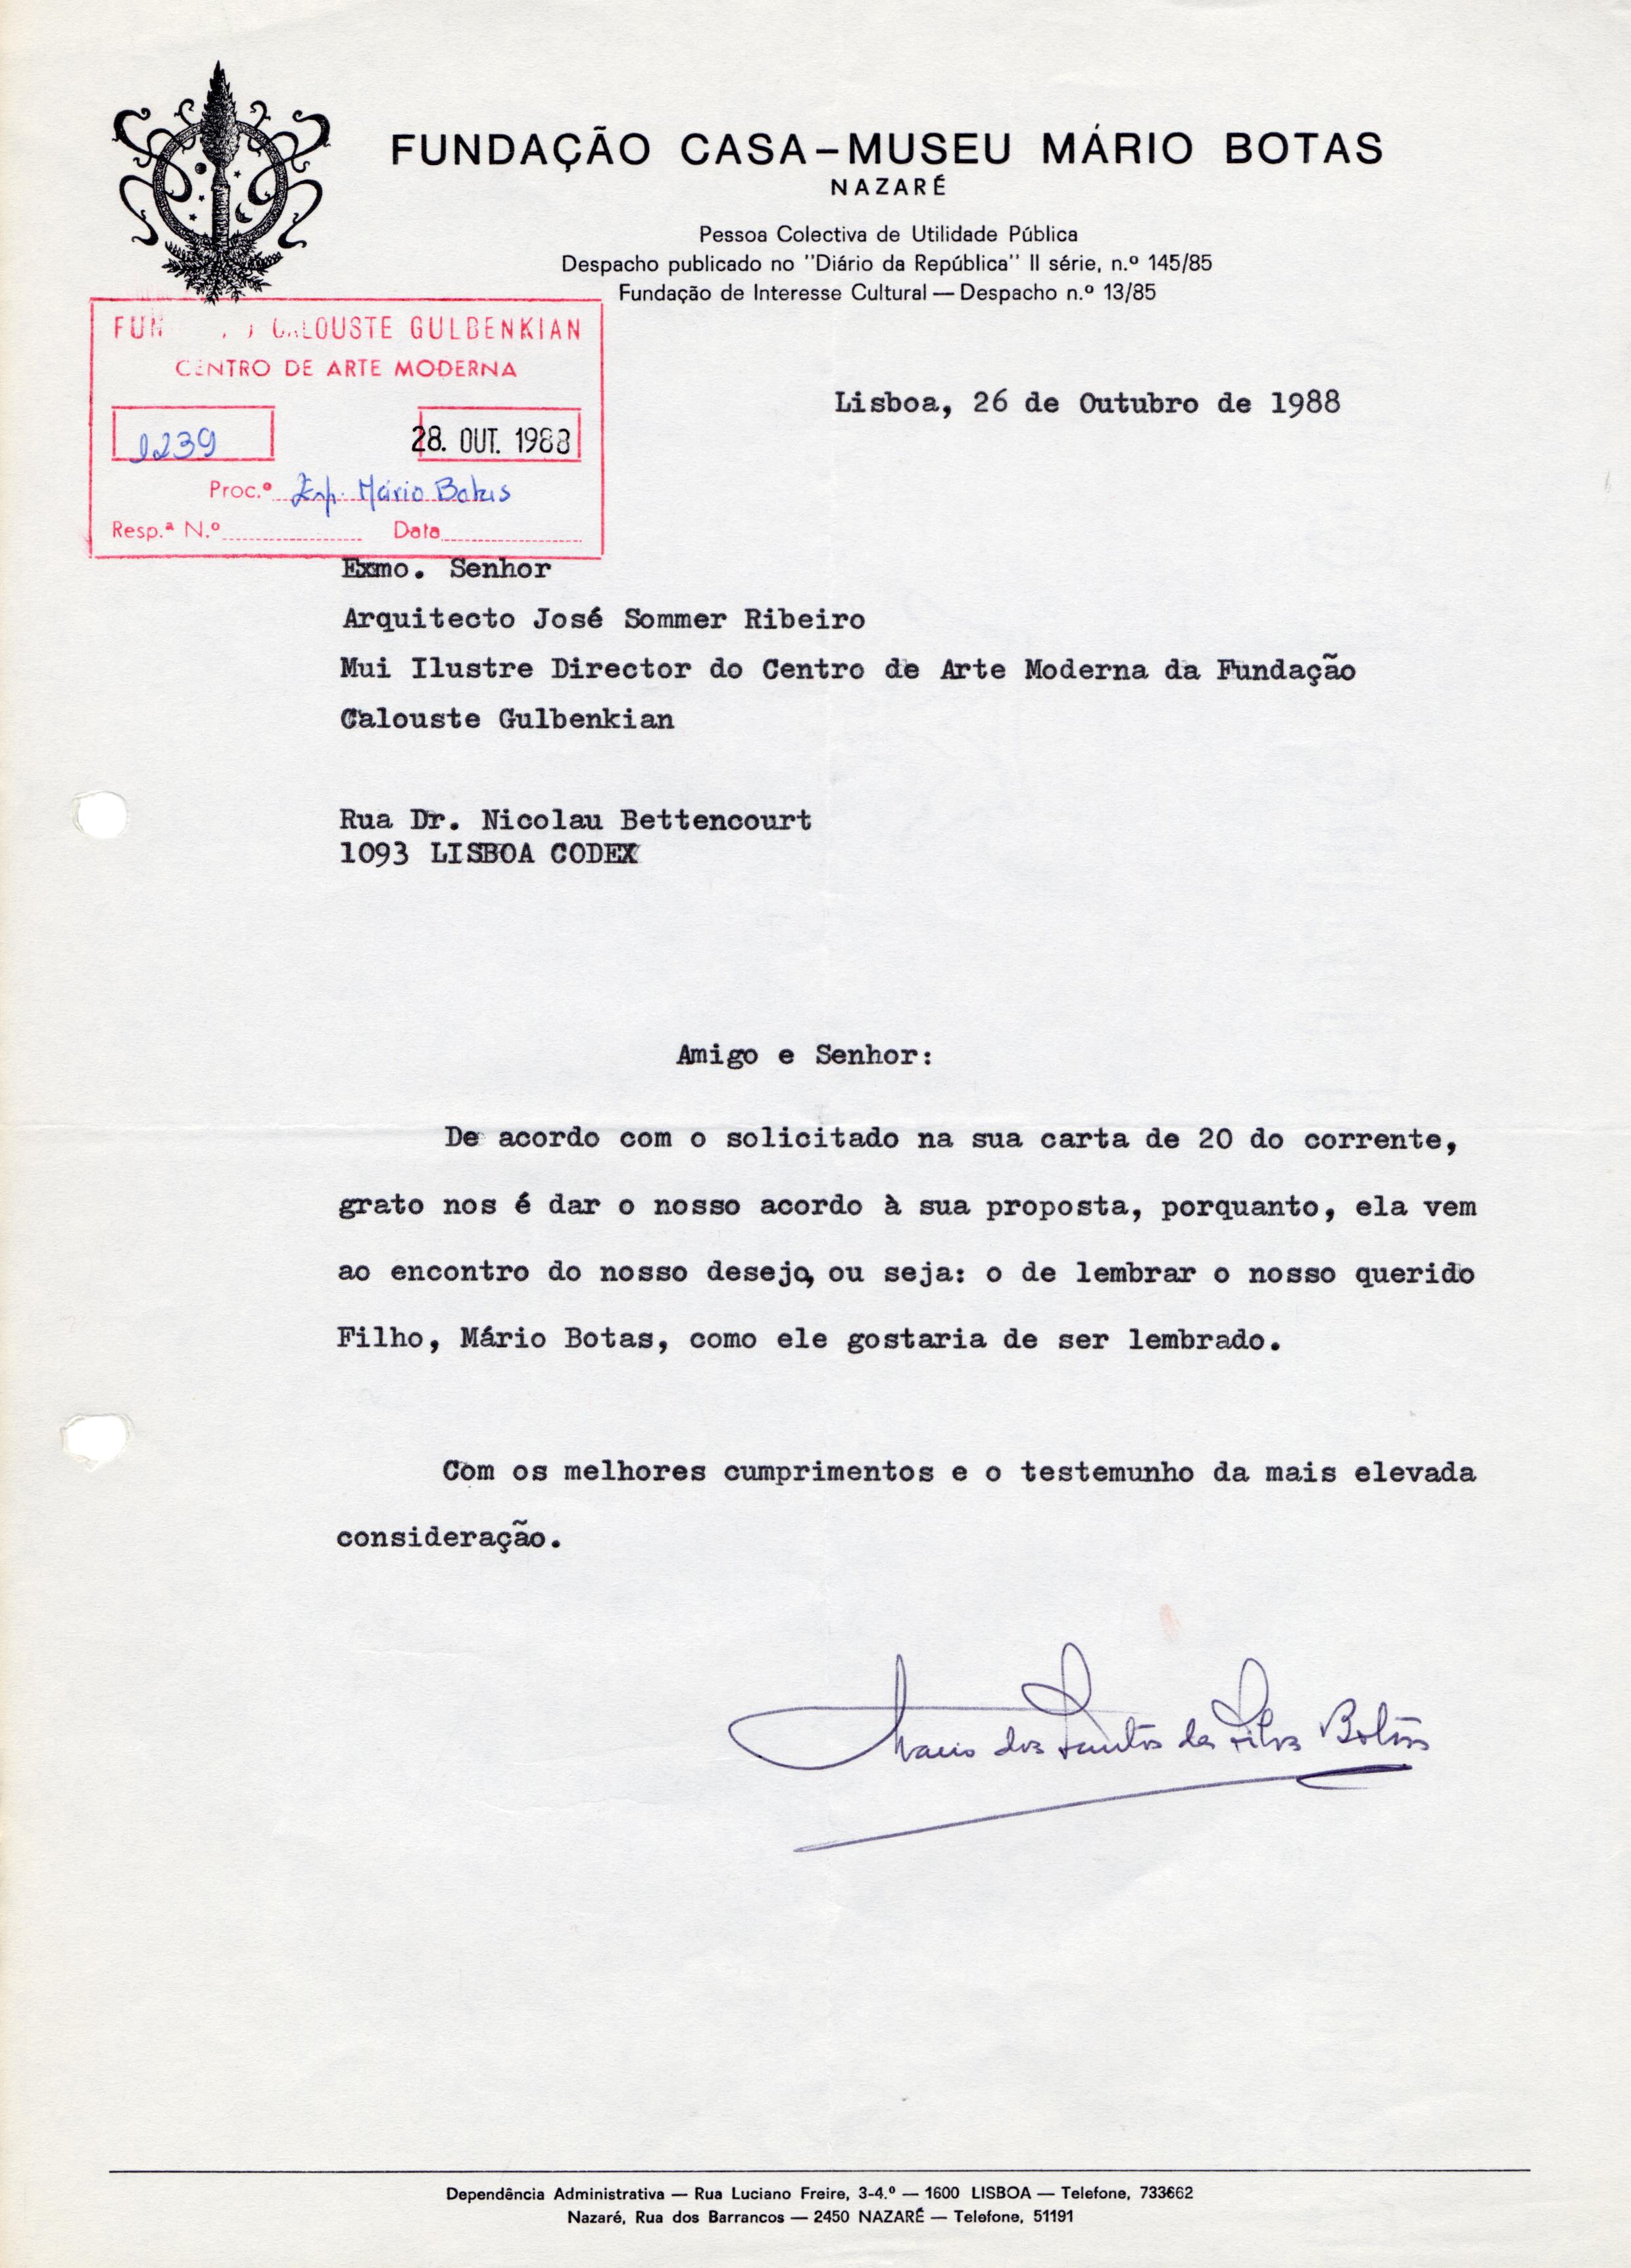 FUNDAÇÃO CASA-MUSEU MÁRIO BOTAS
NAZARÉ
Pessoa Colectiva de Utilidade Pública
Despacho publicado no "Diário da República" II série, n.º 145/85
Fundação de Interesse Cultural — Despacho n.º 13/85
CALOUSTE GULBENKIAN
CENTRO DE ARTE MODERNA
1239
28. OUT. 1988
Proc.º Exp. Mário Botas
Resp.ª N.º Data
Lisboa, 26 de Outubro de 1988
Exmo. Senhor
Arquitecto José Sommer Ribeiro
Mui Ilustre Director do Centro de Arte Moderna da Fundação
Calouste Gulbenkian
Rua Dr. Nicolau Bettencourt
1093 LISBOA CODEX
Amigo e Senhor:
De acordo com o solicitado na sua carta de 20 do corrente,
grato nos é dar o nosso acordo à sua proposta, porquanto, ela vem
ao encontro do nosso desejo, ou seja: o de lembrar o nosso querido
Filho, Mário Botas, como ele gostaria de ser lembrado.
Com os melhores cumprimentos e o testemunho da mais elevada
consideração.
dos Santos da Silva Botas
Dependência Administrativa — Rua Luciano Freire, 3-4.º — 1600 LISBOA — Telefone, 733662
Nazaré, Rua dos Barrancos — 2450 NAZARÉ — Telefone, 51191